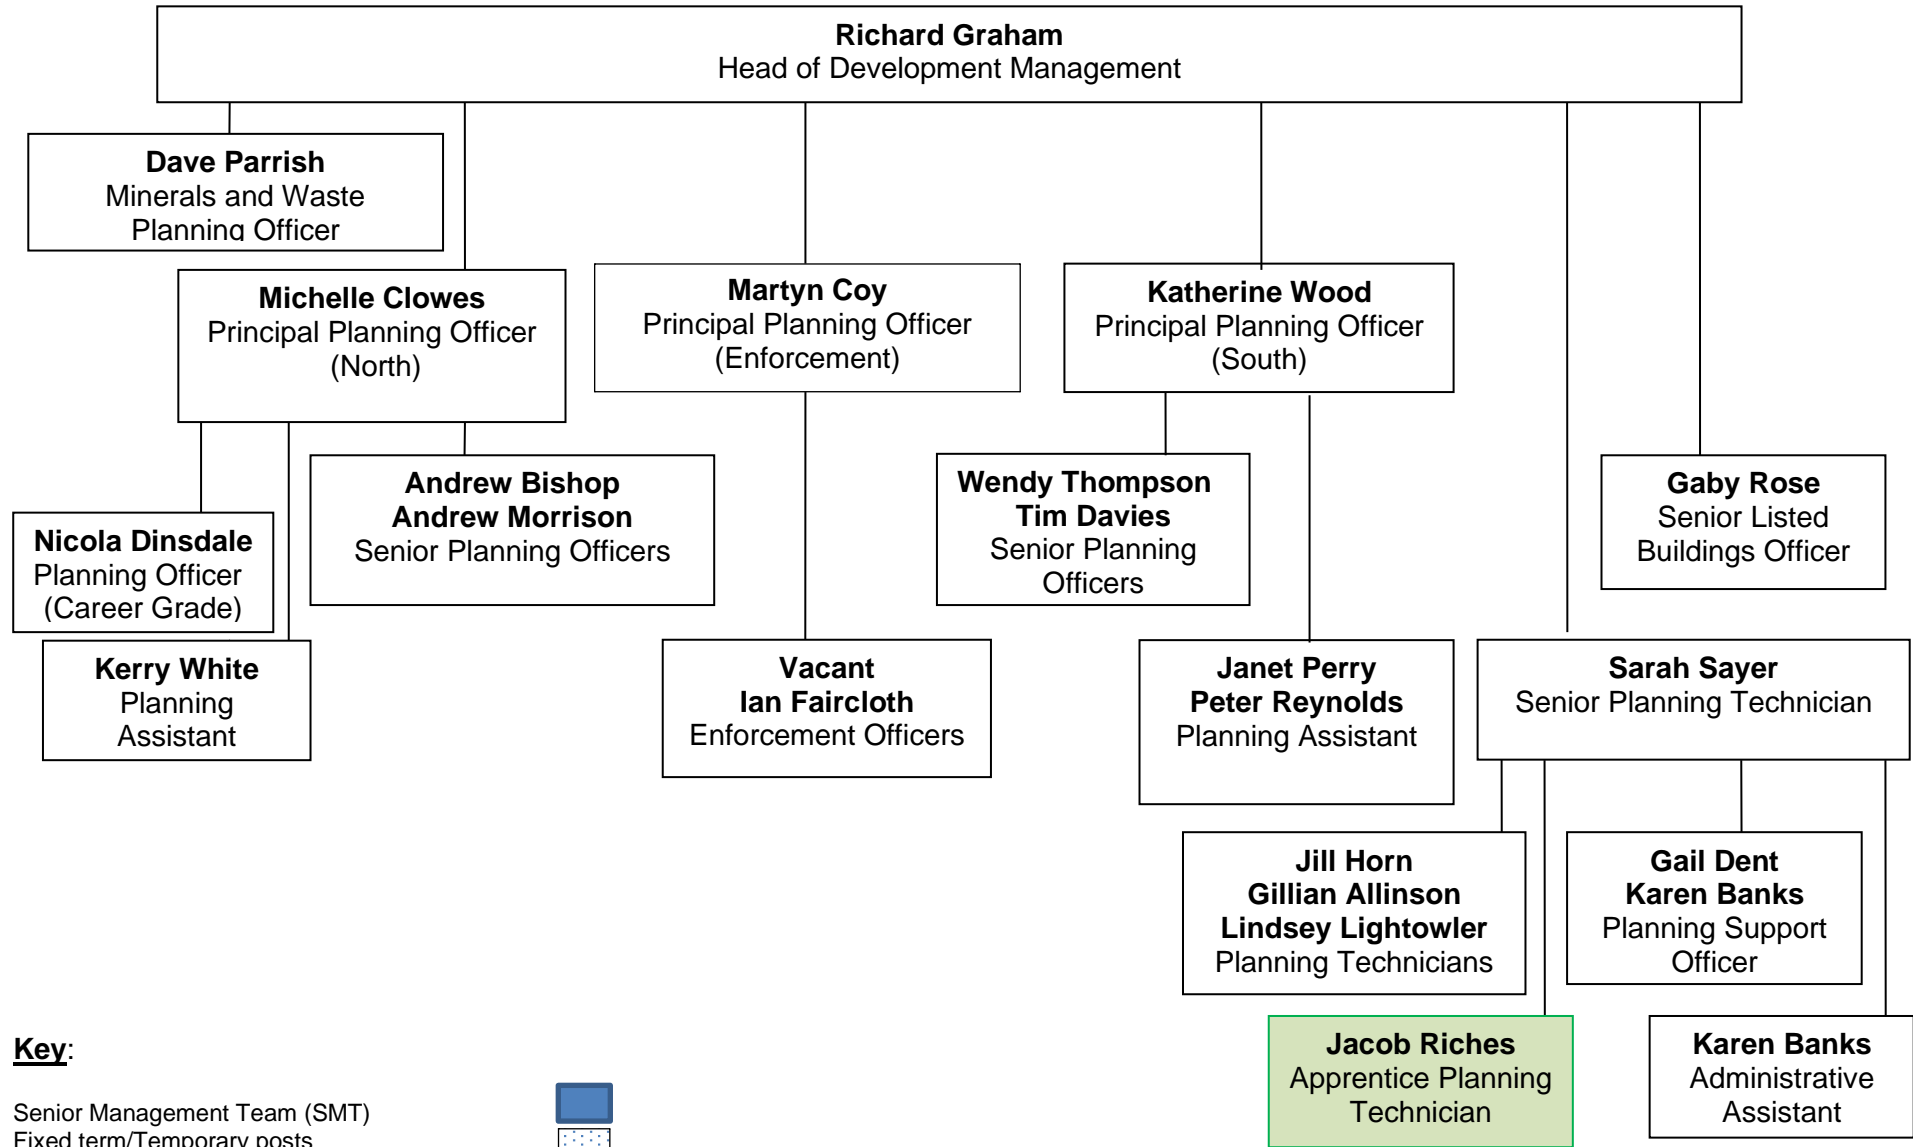 Richard Graham
Head of Development Management
Dave Parrish
Minerals and Waste
Planning Officer
Michelle Clowes
Principal Planning Officer
(North)
Martyn Coy
Principal Planning Officer
(Enforcement)
Katherine Wood
Principal Planning Officer
(South)
Nicola Dinsdale
Planning Officer
(Career Grade)
Andrew Bishop
Andrew Morrison
Senior Planning Officers
Wendy Thompson
Tim Davies
Senior Planning
Officers
Gaby Rose
Senior Listed
Buildings Officer
Kerry White
Planning
Assistant
Vacant
Ian Faircloth
Enforcement Officers
Janet Perry
Peter Reynolds
Planning Assistant
Sarah Sayer
Senior Planning Technician
Jill Horn
Gillian Allinson
Lindsey Lightowler
Planning Technicians
Gail Dent
Karen Banks
Planning Support
Officer
Jacob Riches
Apprentice Planning
Technician
Karen Banks
Administrative
Assistant
Key:
Senior Management Team (SMT)
Fixed term/Temporary posts